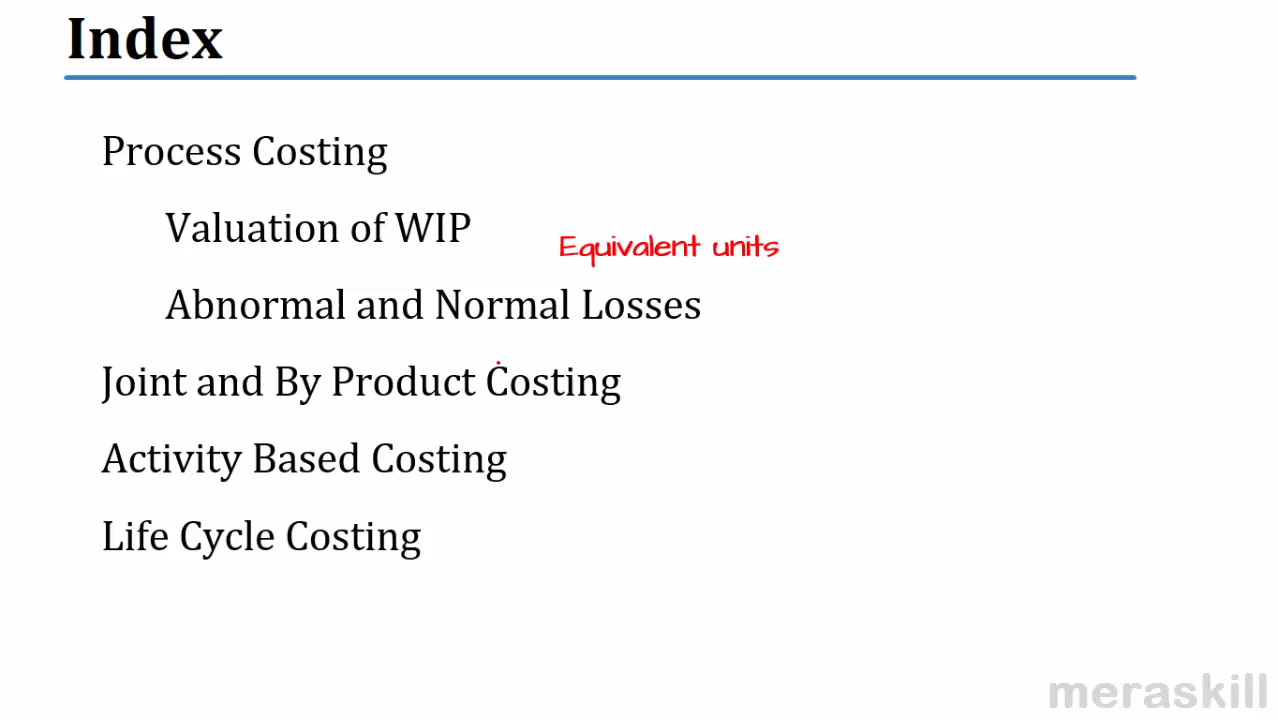 Index
Process Costing
Valuation of WIP
Equivalent units
Abnormal and Normal Losses
Joint and By Product Costing
Activity Based Costing
Life Cycle Costing
meraskill